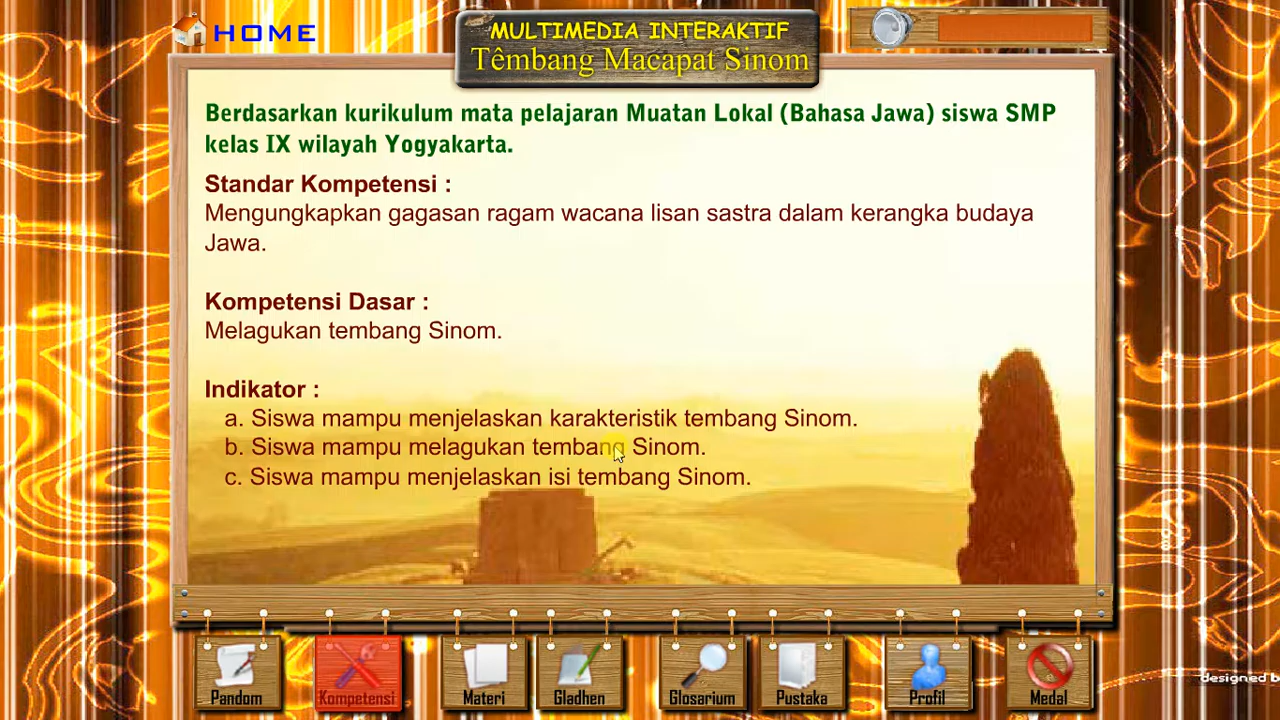 HOME
MULTIMEDIA INTERAKTIF
Têmbang Macapat Sinom
Berdasarkan kurikulum mata pelajaran Muatan Lokal (Bahasa Jawa) siswa SMP
kelas IX wilayah Yogyakarta.
Standar Kompetensi :
Mengungkapkan gagasan ragam wacana lisan sastra dalam kerangka budaya
Jawa.
Kompetensi Dasar :
Melagukan tembang Sinom.
Indikator :
a. Siswa mampu menjelaskan karakteristik tembang Sinom.
b. Siswa mampu melagukan tembang Sinom.
c. Siswa mampu menjelaskan isi tembang Sinom.
Pandom
Kompetensi
Materi
Gladhen
Glosarium
Pustaka
Profil
Medal
designed b